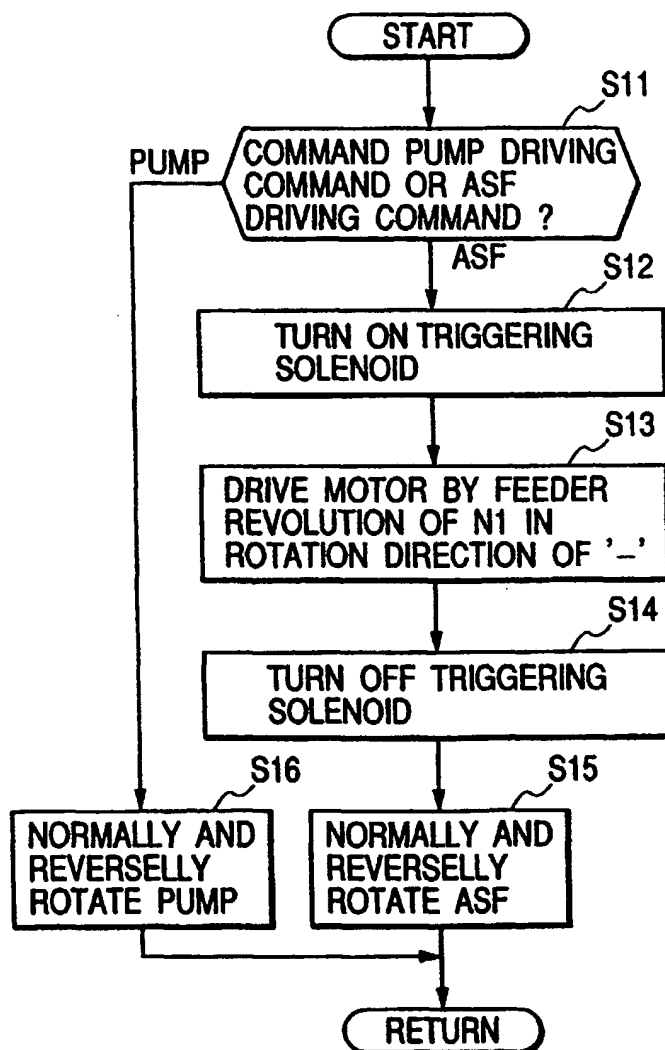 START
S11
PUMP
COMMAND PUMP DRIVING
COMMAND OR ASF
DRIVING COMMAND ?
ASF
S12
TURN ON TRIGGERING
SOLENOID
S13
DRIVE MOTOR BY FEEDER
REVOLUTION OF N1 IN
ROTATION DIRECTION OF '–'
S14
TURN OFF TRIGGERING
SOLENOID
S16
NORMALLY AND
REVERSELLY
ROTATE PUMP
S15
NORMALLY AND
REVERSELLY
ROTATE ASF
RETURN